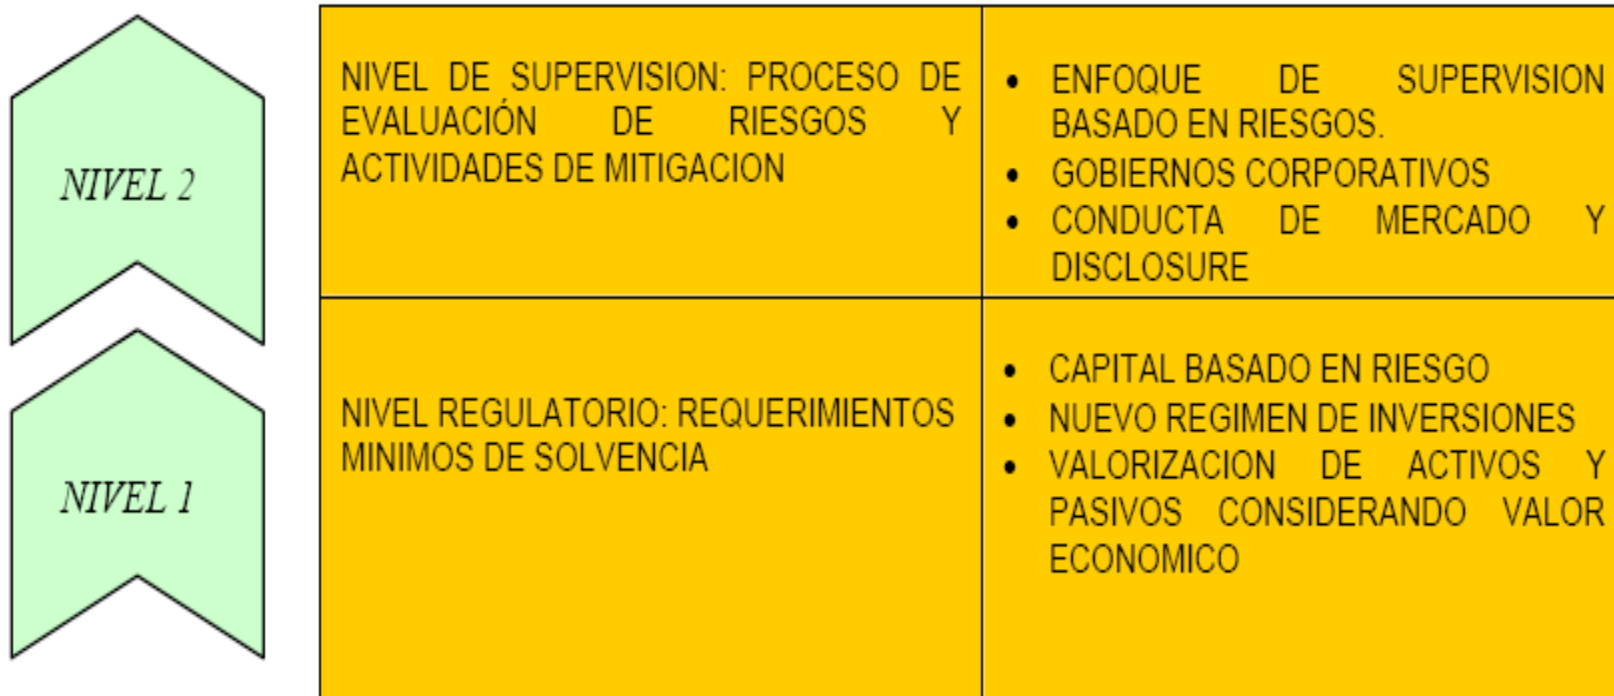 NIVEL 2
NIVEL DE SUPERVISION: PROCESO DE
EVALUACIÓN DE RIESGOS Y
ACTIVIDADES DE MITIGACION
• ENFOQUE DE SUPERVISION
BASADO EN RIESGOS.
• GOBIERNOS CORPORATIVOS
• CONDUCTA DE MERCADO Y
DISCLOSURE
NIVEL 1
NIVEL REGULATORIO: REQUERIMIENTOS
MINIMOS DE SOLVENCIA
• CAPITAL BASADO EN RIESGO
• NUEVO REGIMEN DE INVERSIONES
• VALORIZACION DE ACTIVOS Y
PASIVOS CONSIDERANDO VALOR
ECONOMICO